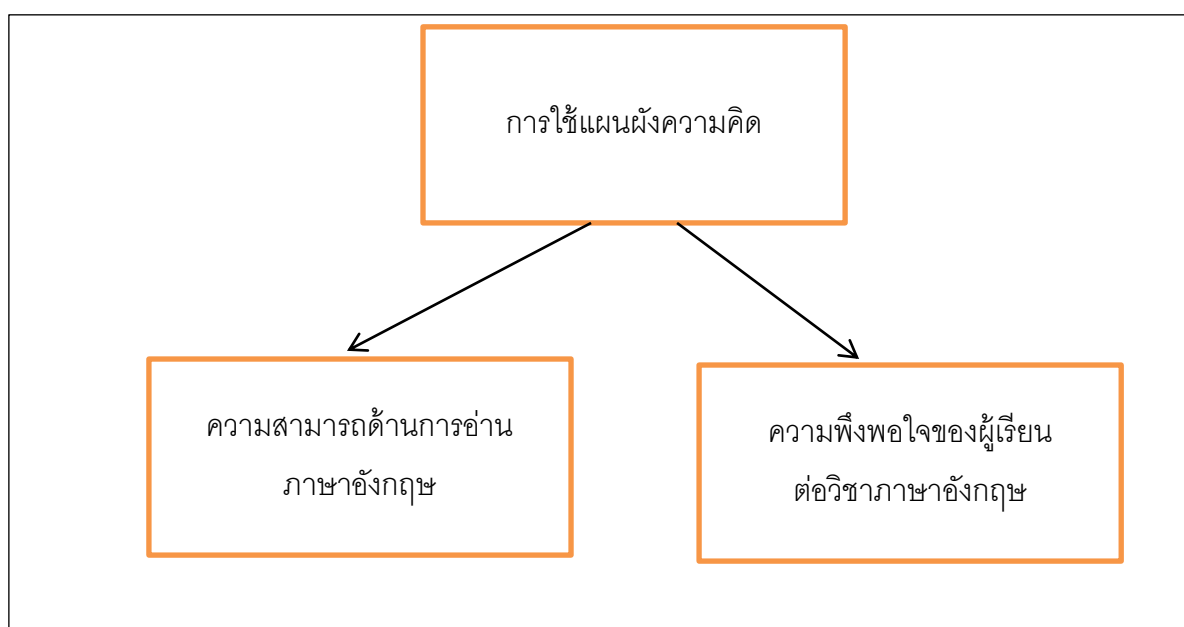 การใช้แผนผังความคิด
ความสามารถด้านการอ่าน
ภาษาอังกฤษ
ความพึงพอใจของผู้เรียน
ต่อวิชาภาษาอังกฤษ